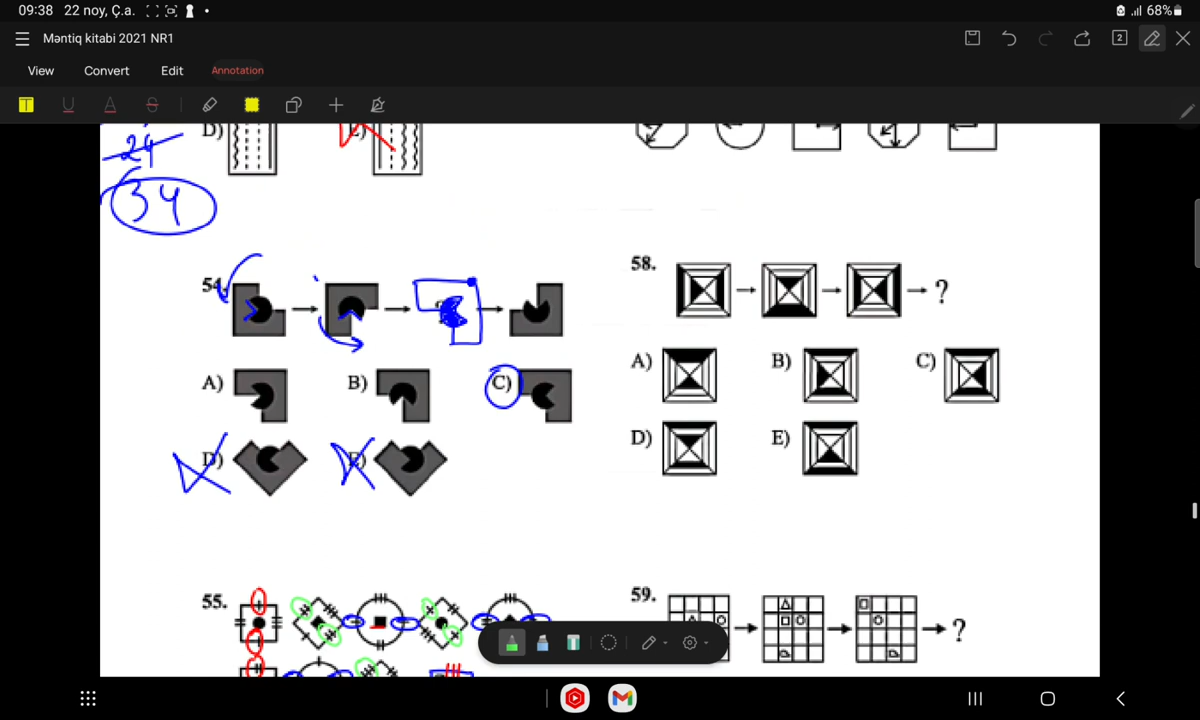 09:38 22 noy, Ç.a. 68%
Məntiq kitabi 2021 NR1
2
View Convert Edit Annotation
T U A S
24
D)
34
54.
A) B) C)
D)
58.
?
A) B) C)
D) E)
55.
59.
?